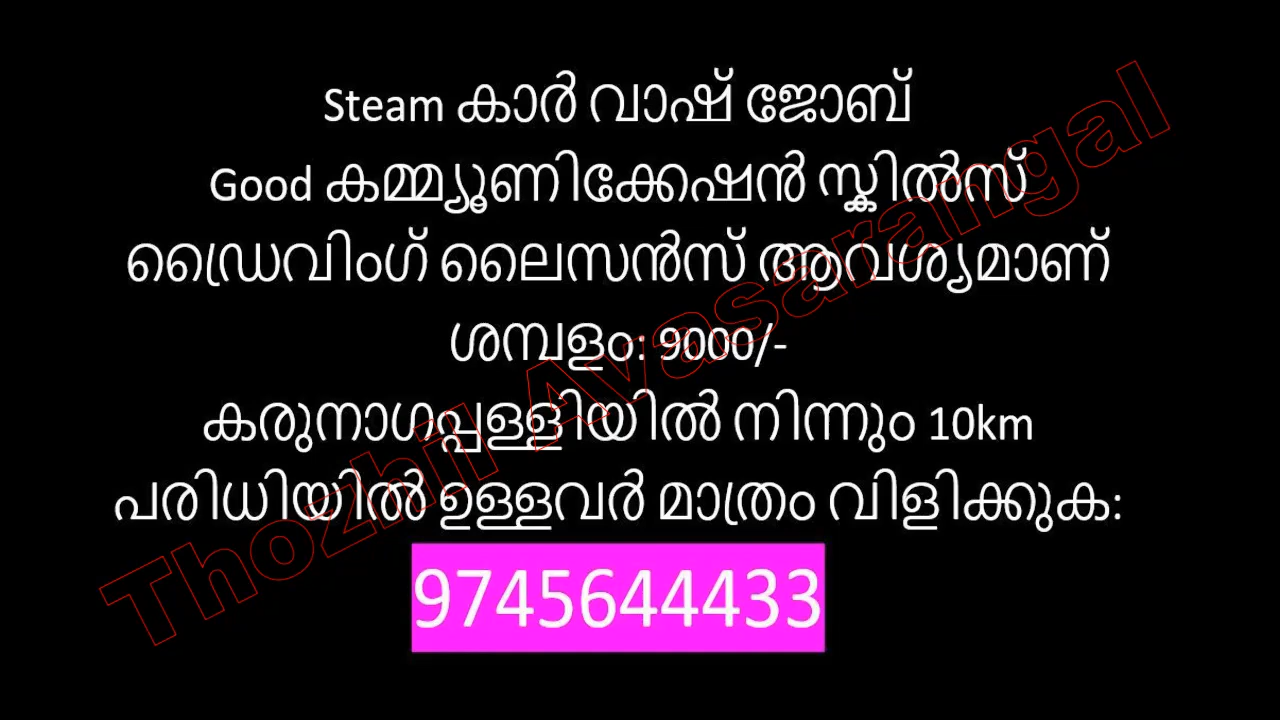 Steam കാർ വാഷ് ജോബ്
Good കമ്മ്യൂണിക്കേഷൻ സ്കിൽസ്
ഡ്രൈവിംഗ് ലൈസൻസ് ആവശ്യമാണ്
ശമ്പളം: 9000/-
കരുനാഗപ്പള്ളിയിൽ നിന്നും 10km
പരിധിയിൽ ഉള്ളവർ മാത്രം വിളിക്കുക:
9745644433
Thozhil Avasarangal